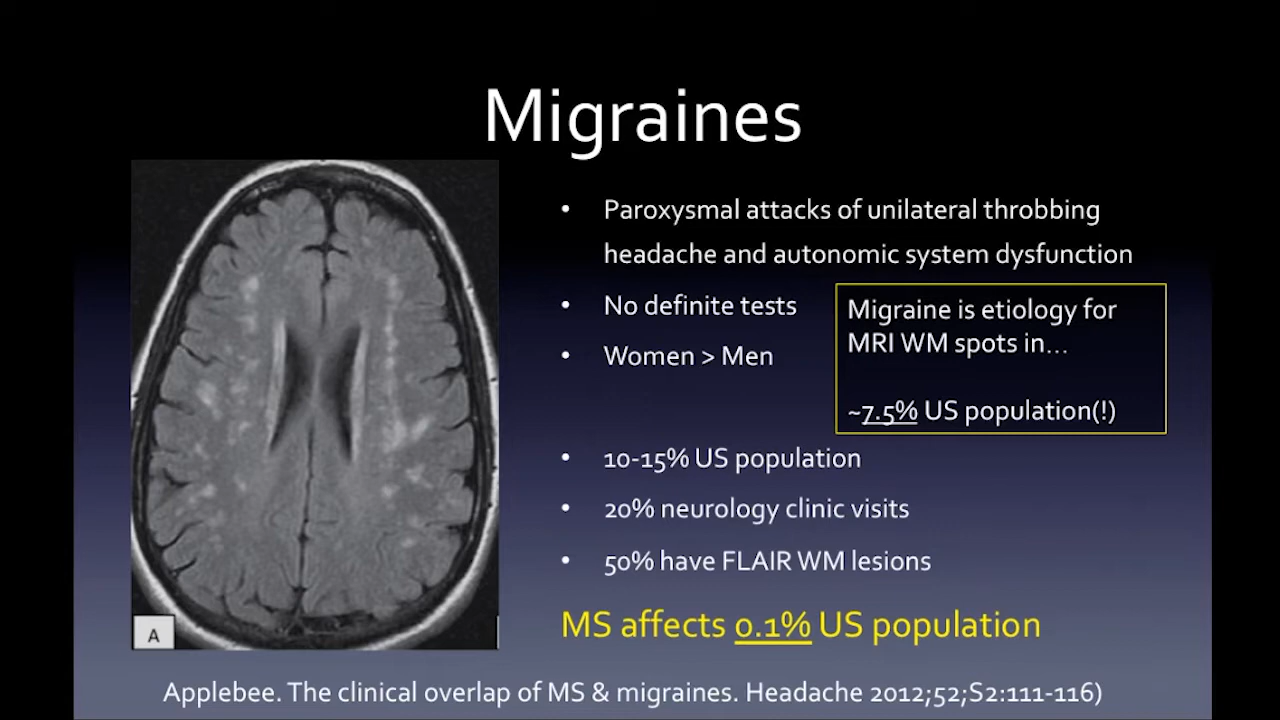 Migraines
• Paroxysmal attacks of unilateral throbbing
headache and autonomic system dysfunction
• No definite tests
• Women > Men
Migraine is etiology for
MRI WM spots in...
~7.5% US population(!)
• 10-15% US population
• 20% neurology clinic visits
• 50% have FLAIR WM lesions
MS affects 0.1% US population
A
Applebee. The clinical overlap of MS & migraines. Headache 2012;52;S2:111-116)